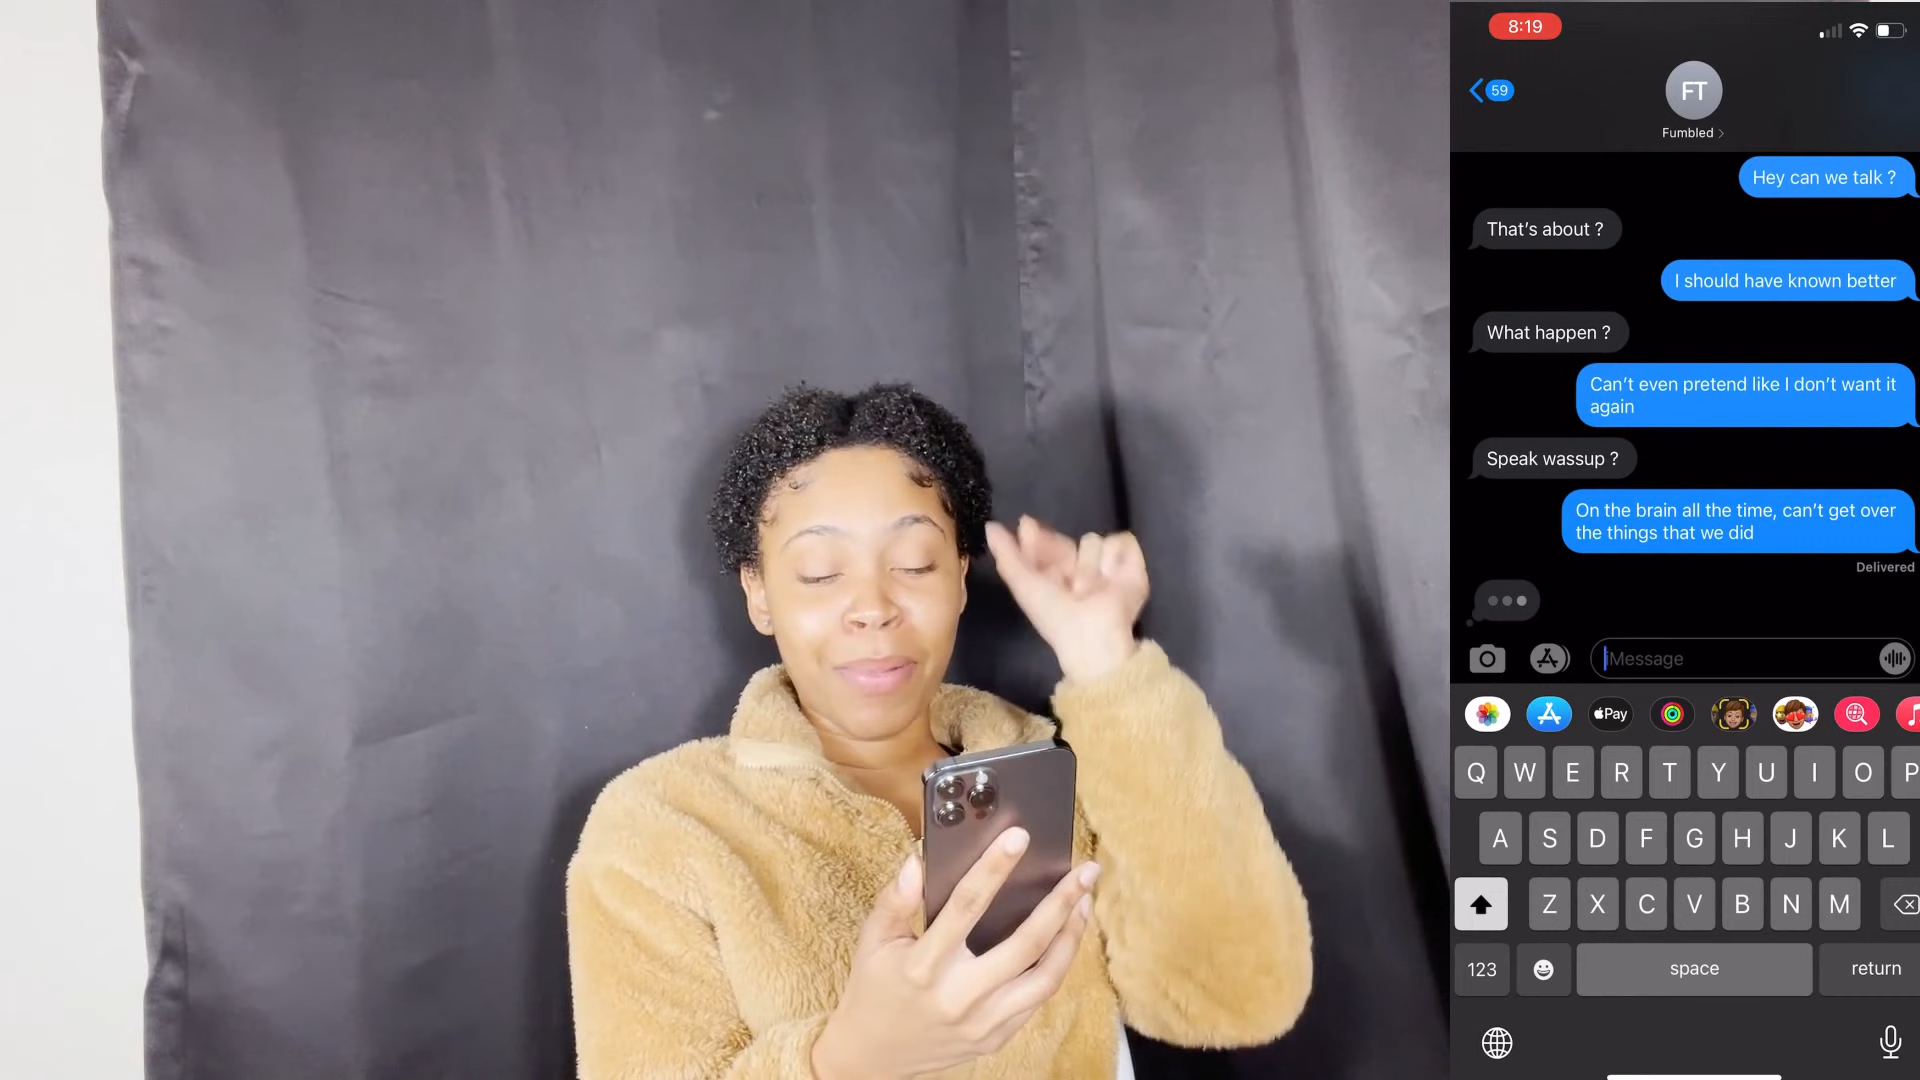 8:19
59
FT
Fumbled
Hey can we talk ?
That's about ?
I should have known better
What happen ?
Can't even pretend like I don't want it
again
Speak wassup ?
On the brain all the time, can't get over
the things that we did
Delivered
iMessage
Pay
Q W E R T Y U I O P
A S D F G H J K L
Z X C V B N M
123
space
return